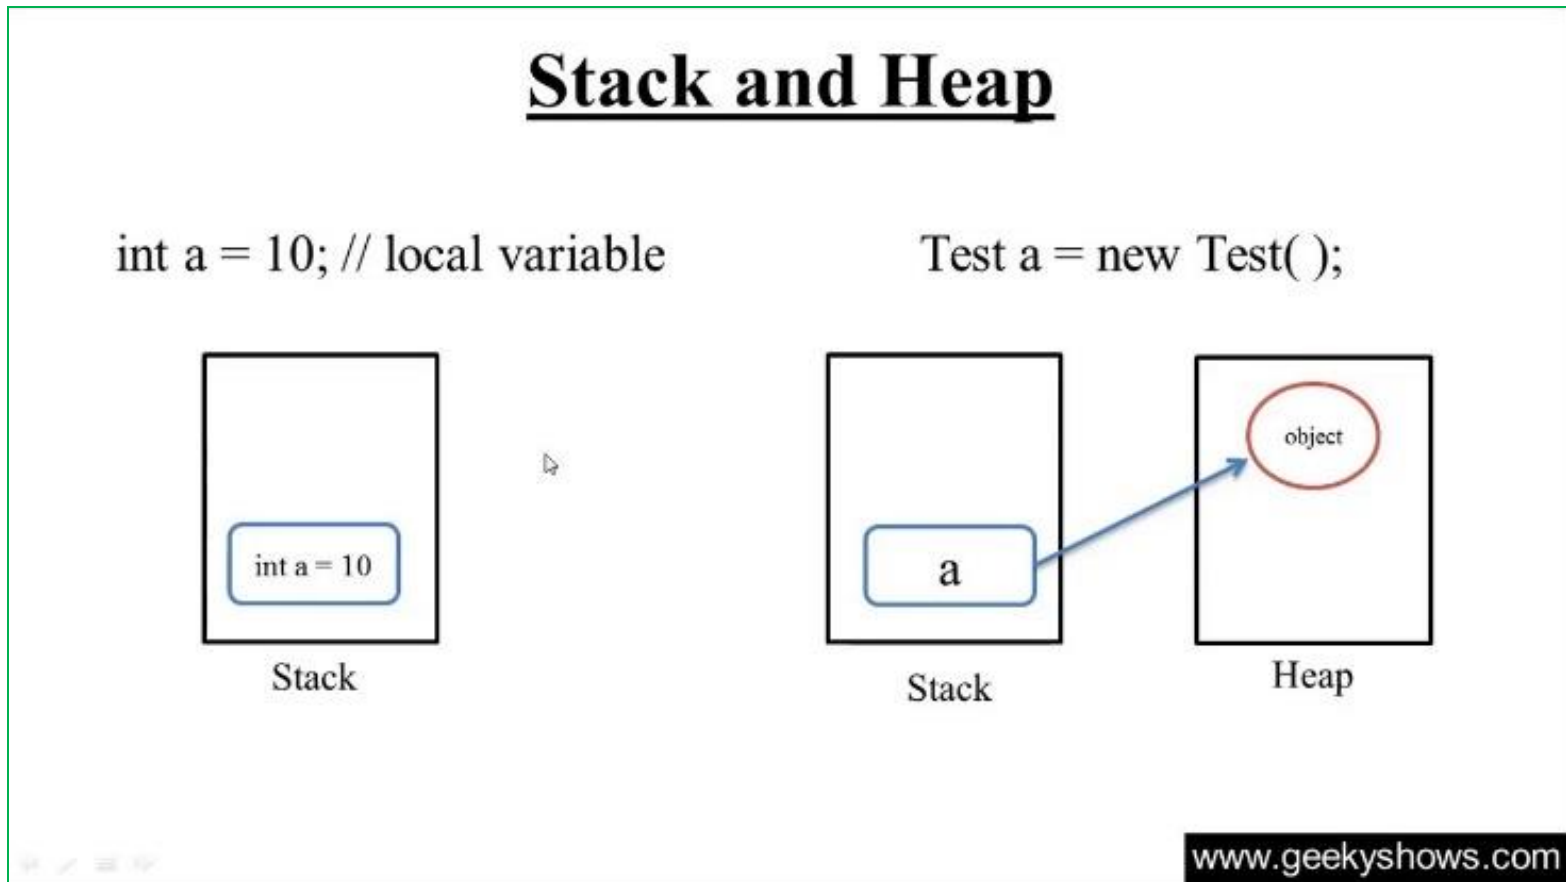 Stack and Heap
int a = 10; // local variable
Test a = new Test( );
int a = 10
Stack
a
Stack
object
Heap
www.geekyshows.com